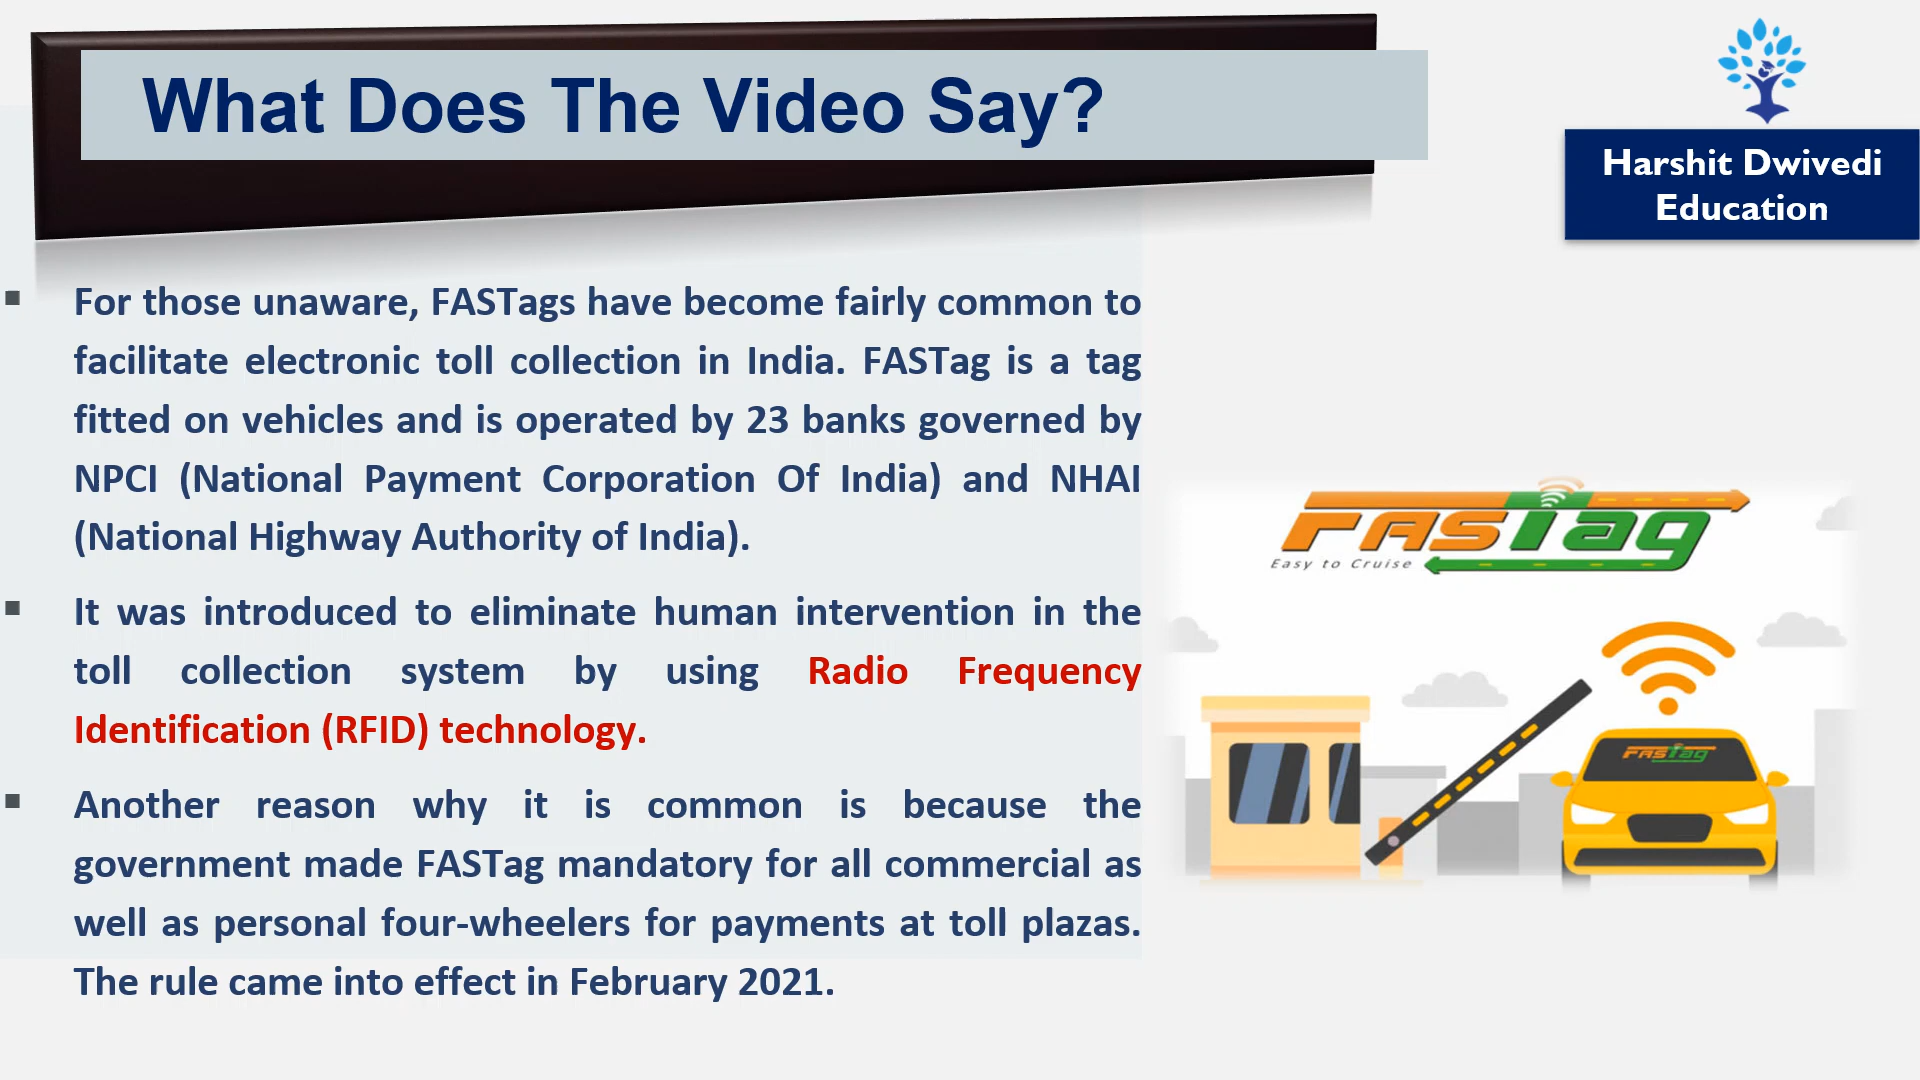 What Does The Video Say?
Harshit Dwivedi
Education
▪ For those unaware, FASTags have become fairly common to
facilitate electronic toll collection in India. FASTag is a tag
fitted on vehicles and is operated by 23 banks governed by
NPCI (National Payment Corporation Of India) and NHAI
(National Highway Authority of India).
▪ It was introduced to eliminate human intervention in the
toll collection system by using Radio Frequency
Identification (RFID) technology.
▪ Another reason why it is common is because the
government made FASTag mandatory for all commercial as
well as personal four-wheelers for payments at toll plazas.
The rule came into effect in February 2021.
FASTag
Easy to Cruise
FASTag